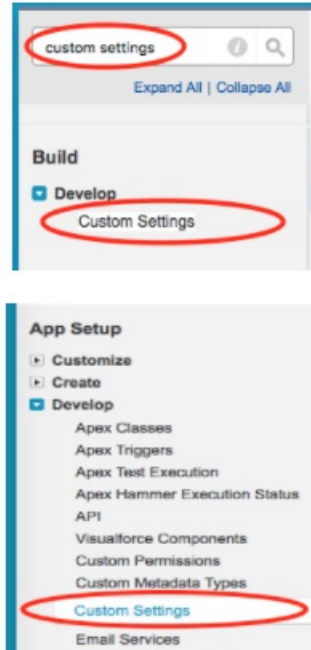 custom settings
Expand All | Collapse All
Build
Develop
Custom Settings
App Setup
Customize
Create
Develop
Apex Classes
Apex Triggers
Apex Test Execution
Apex Hammer Execution Status
API
Visualforce Components
Custom Permissions
Custom Metadata Types
Custom Settings
Email Services